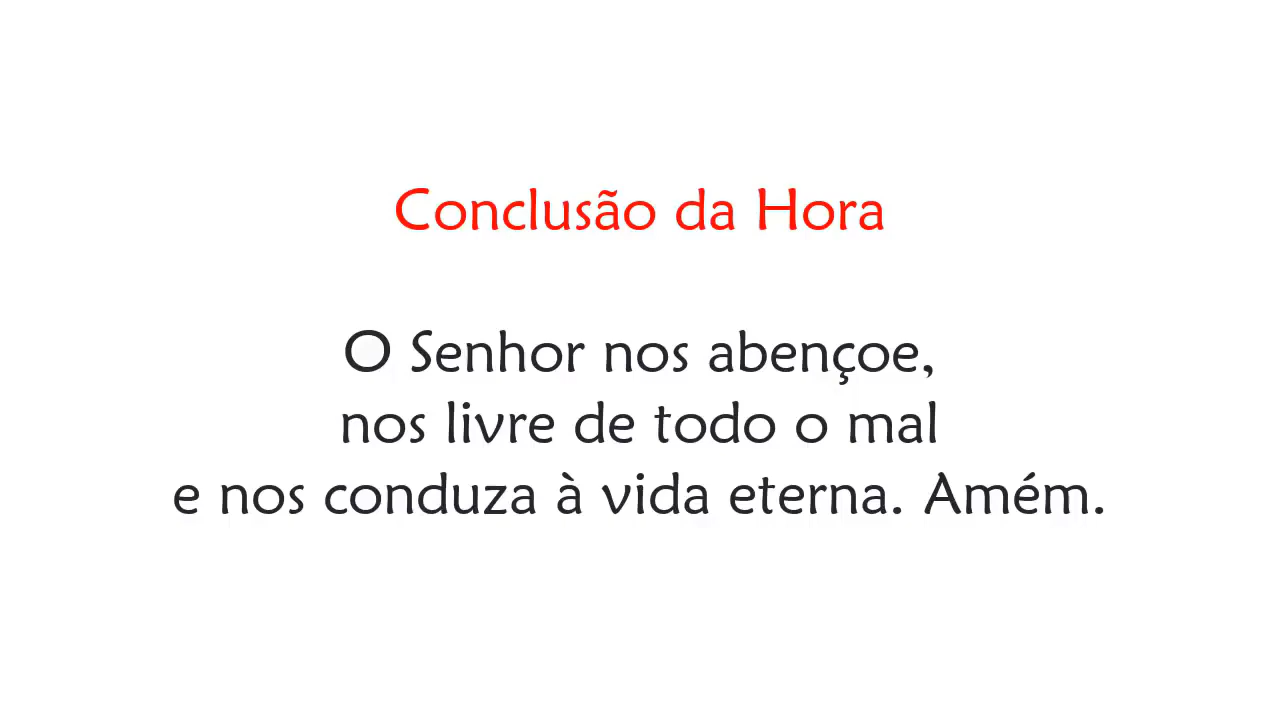 Conclusão da Hora
O Senhor nos abençoe,
nos livre de todo o mal
e nos conduza à vida eterna. Amém.